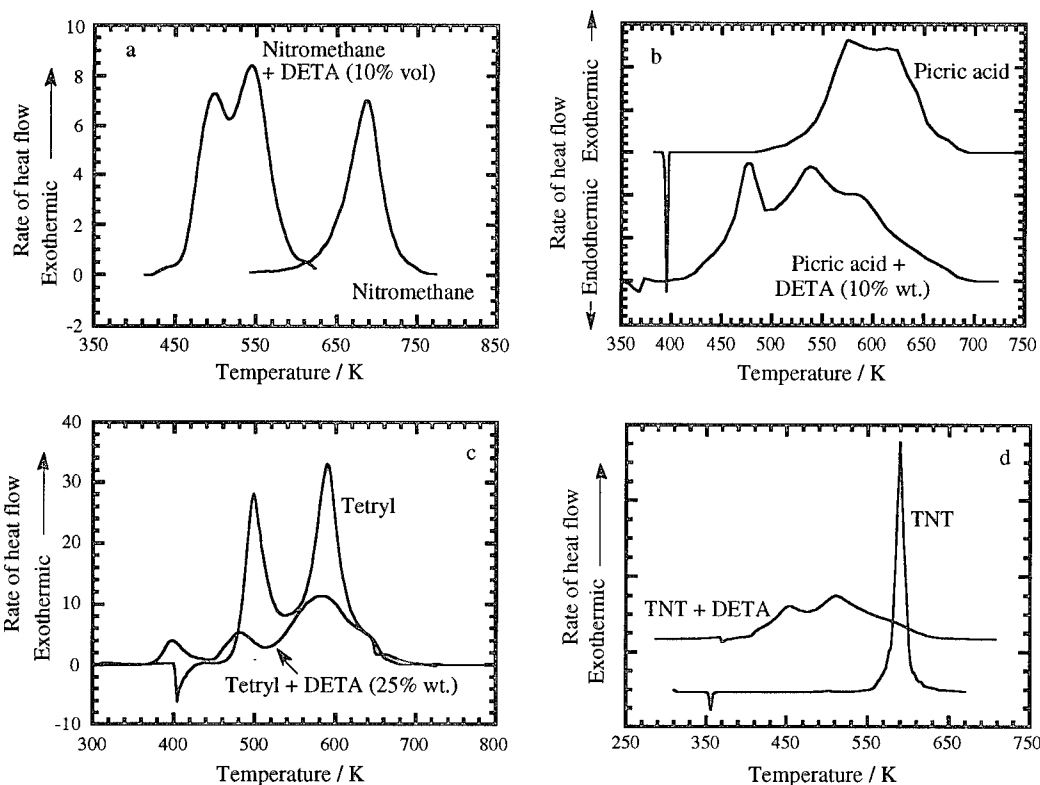 a
Nitromethane
+ DETA (10% vol)
Nitromethane
10
8
6
4
2
0
-2
350 450 550 650 750 850
Temperature / K
Rate of heat flow
Exothermic
b
Picric acid
Picric acid +
DETA (10% wt.)
350 400 450 500 550 600 650 700 750
Temperature / K
Rate of heat flow
Endothermic Exothermic
c
Tetryl
Tetryl + DETA (25% wt.)
40
30
20
10
0
-10
300 400 500 600 700 800
Temperature / K
Rate of heat flow
Exothermic
d
TNT
TNT + DETA
250 350 450 550 650 750
Temperature / K
Rate of heat flow
Exothermic